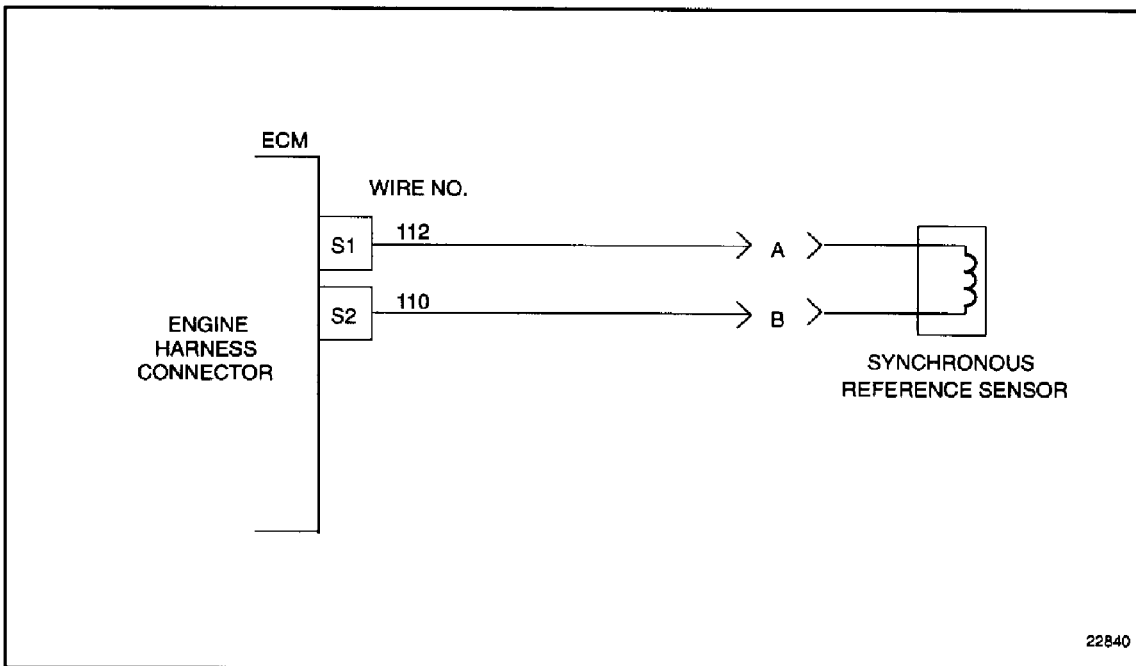 ECM
WIRE NO.
S1
112
A
S2
110
B
ENGINE
HARNESS
CONNECTOR
SYNCHRONOUS
REFERENCE SENSOR
22840